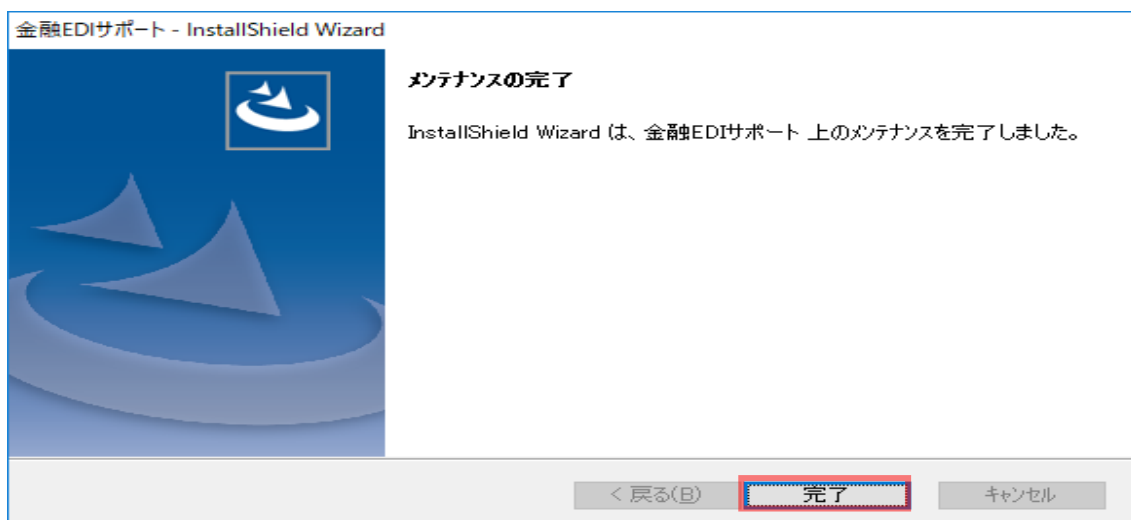 金融EDIサポート - InstallShield Wizard
メンテナンスの完了
InstallShield Wizard は、金融EDIサポート 上のメンテナンスを完了しました。
< 戻る(B)
完了
キャンセル